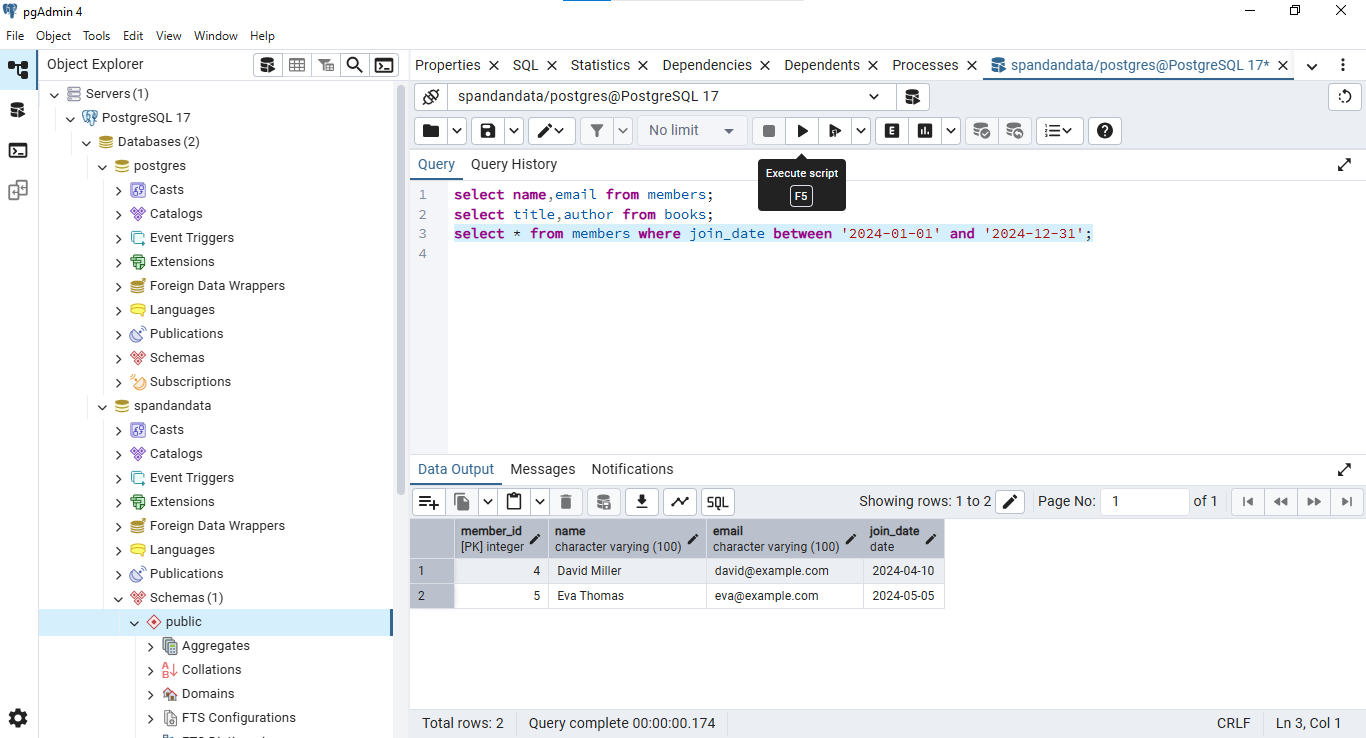 pgAdmin 4
File Object Tools Edit View Window Help
Object Explorer
Servers (1)
PostgreSQL 17
Databases (2)
postgres
Casts
Catalogs
Event Triggers
Extensions
Foreign Data Wrappers
Languages
Publications
Schemas
Subscriptions
spandandata
Casts
Catalogs
Event Triggers
Extensions
Foreign Data Wrappers
Languages
Publications
Schemas (1)
public
Aggregates
Collations
Domains
FTS Configurations
Properties SQL Statistics Dependencies Dependents Processes spandandata/postgres@PostgreSQL 17*
spandandata/postgres@PostgreSQL 17
No limit E
Query Query History
Execute script
F5
1 select name,email from members;
2 select title,author from books;
3 select * from members where join_date between '2024-01-01' and '2024-12-31';
4
Data Output Messages Notifications
SQL Showing rows: 1 to 2 Page No: 1 of 1
member_id name email join_date
[PK] integer character varying (100) character varying (100) date
1 4 David Miller david@example.com 2024-04-10
2 5 Eva Thomas eva@example.com 2024-05-05
Total rows: 2 Query complete 00:00:00.174 CRLF Ln 3, Col 1